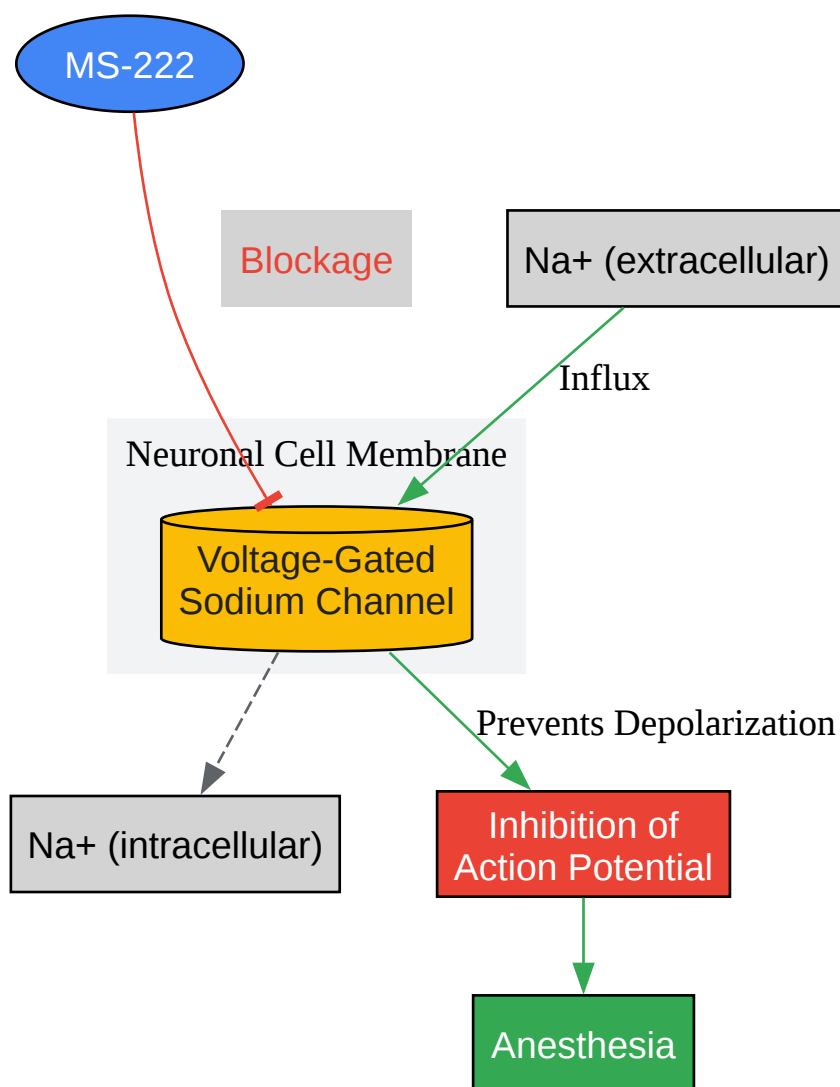 MS-222
Blockage
Na+ (extracellular)
Influx
Neuronal Cell Membrane
Voltage-Gated
Sodium Channel
Prevents Depolarization
Na+ (intracellular)
Inhibition of
Action Potential
Anesthesia